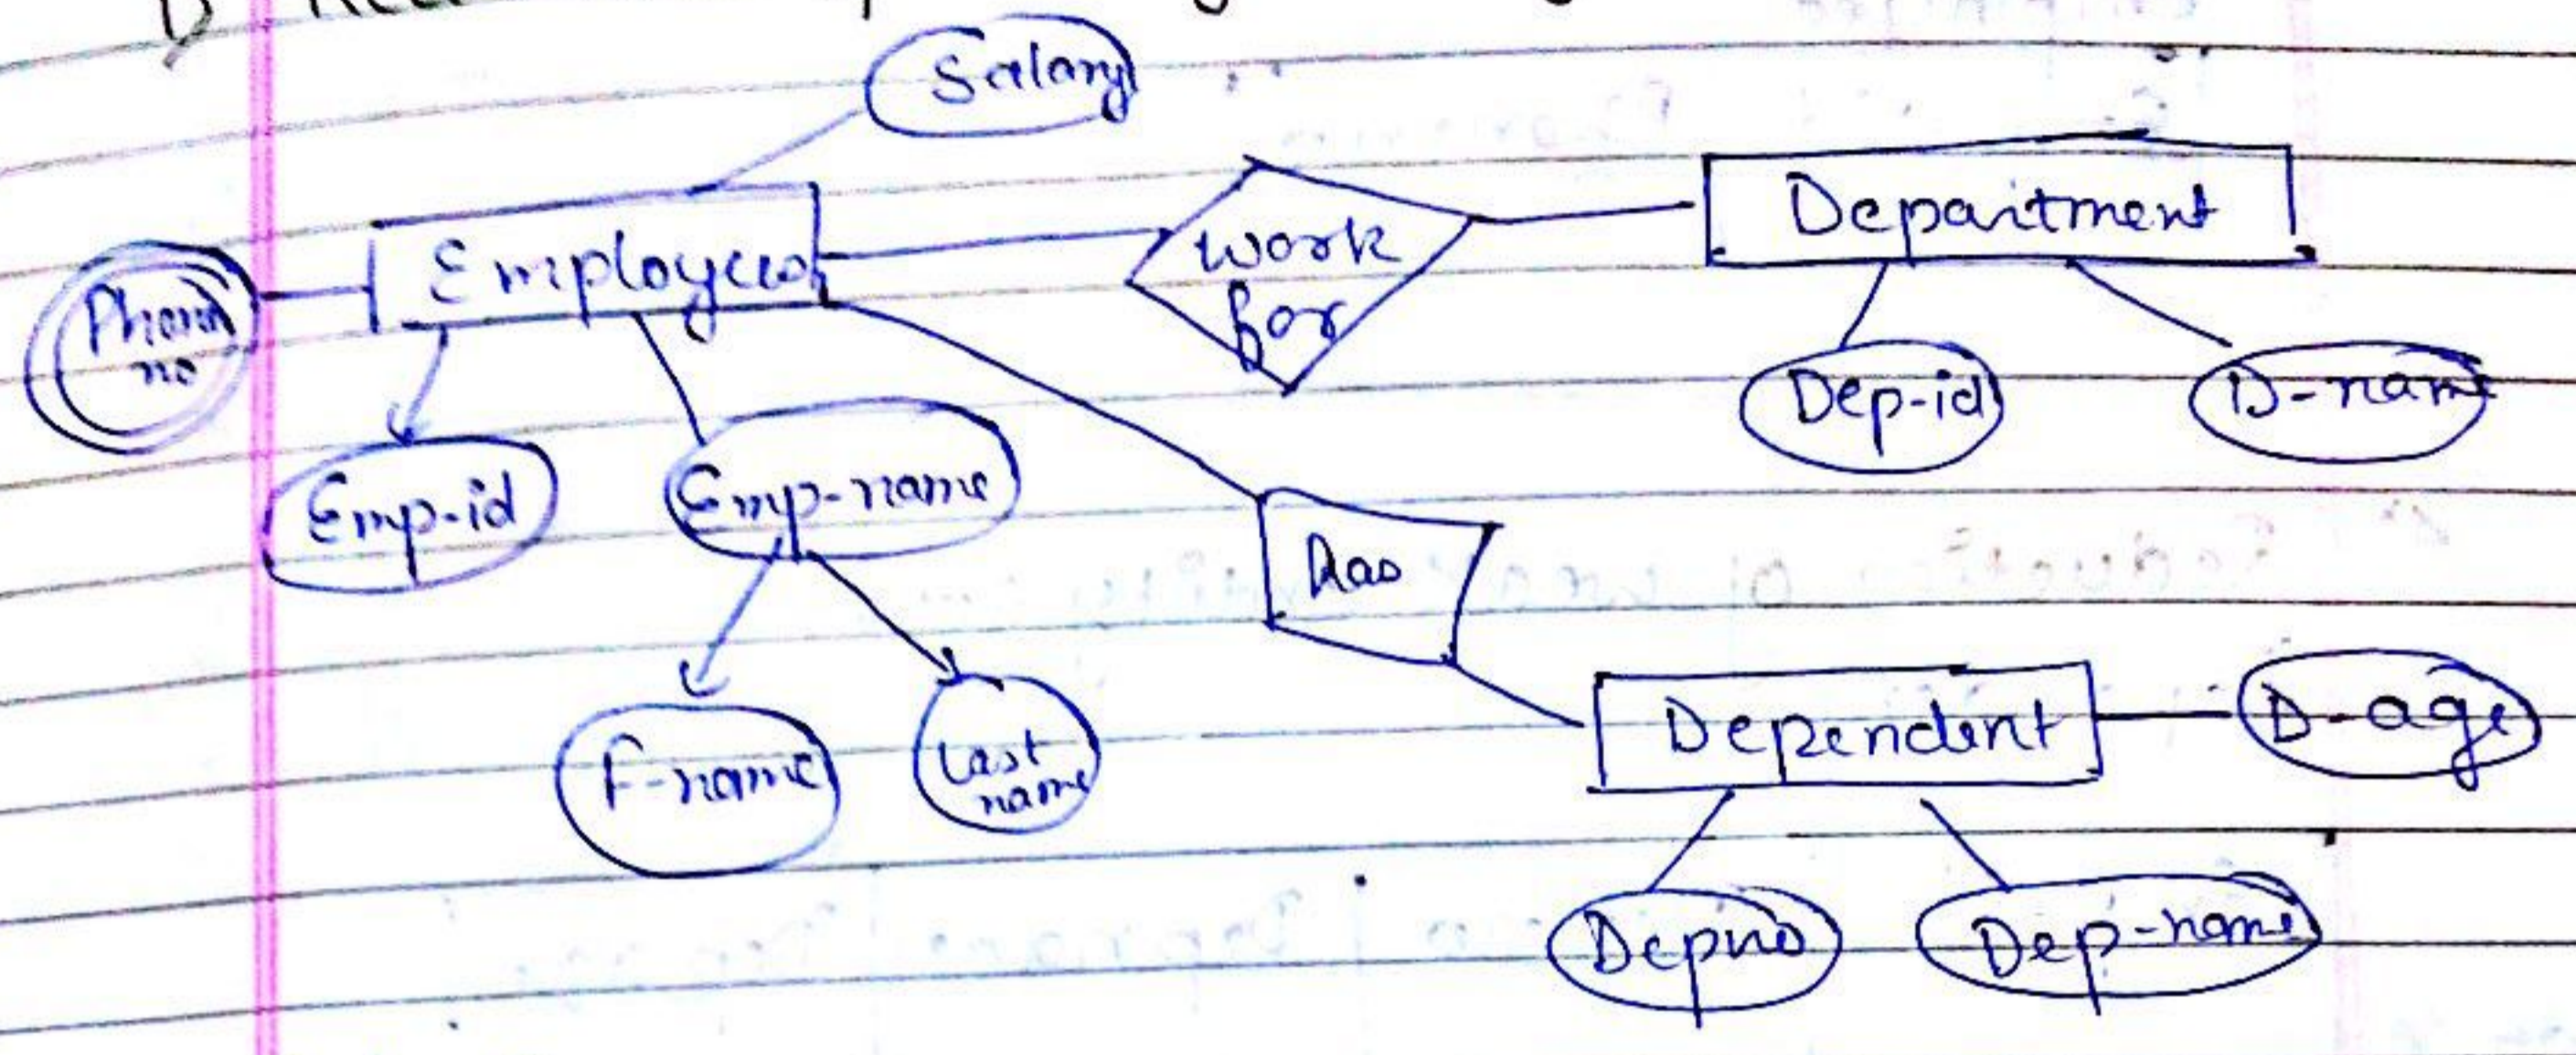 Salary
Employees
work
for
Department
Phone
no
Dep-id
D-name
Emp-id
Emp-name
has
F-name
Last
name
Dependent
D-age
Depno
Dep-name